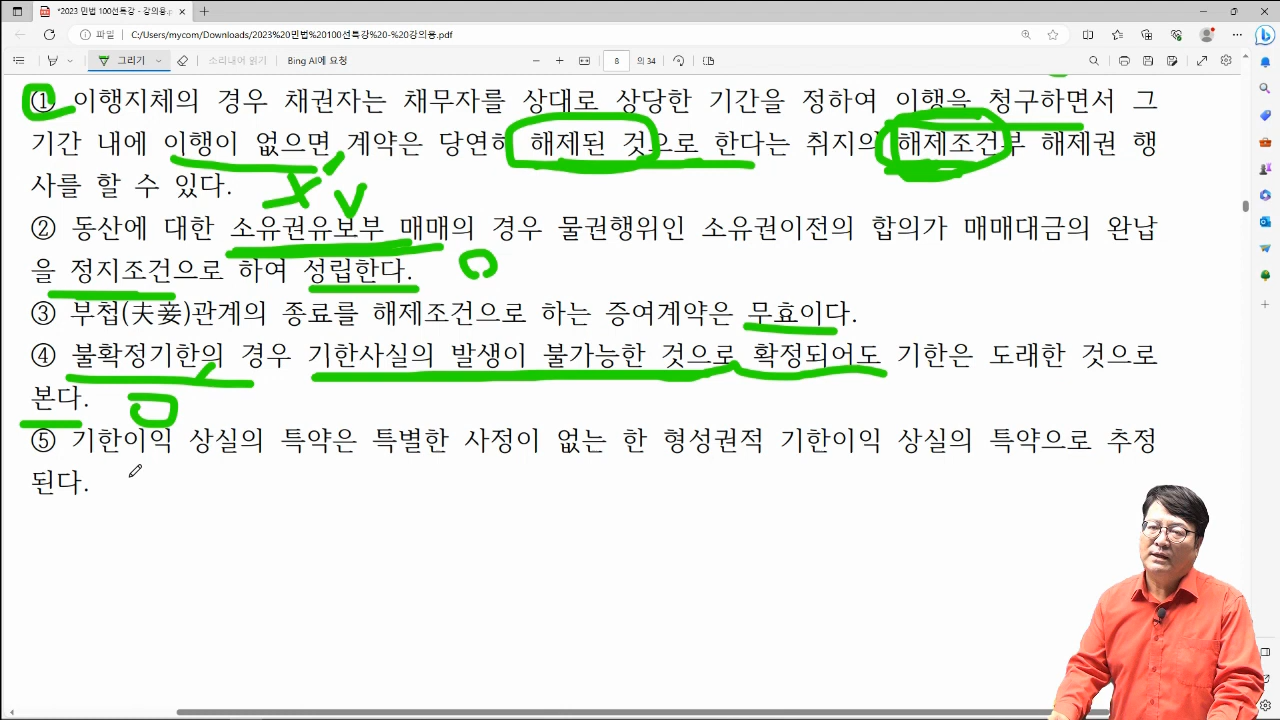 *2023 민법 100선특강 - 강의용.p
파일 C:/Users/mycom/Downloads/2023%20민법%20100선특강%20-%20강의용.pdf
그리기 소리내어 읽기 Bing AI에 요청 8 의 34
① 이행지체의 경우 채권자는 채무자를 상대로 상당한 기간을 정하여 이행을 청구하면서 그
기간 내에 이행이 없으면 계약은 당연히 해제된 것으로 한다는 취지의 해제조건부 해제권 행
사를 할 수 있다.
② 동산에 대한 소유권유보부 매매의 경우 물권행위인 소유권이전의 합의가 매매대금의 완납
을 정지조건으로 하여 성립한다.
③ 부첩(夫妾)관계의 종료를 해제조건으로 하는 증여계약은 무효이다.
④ 불확정기한의 경우 기한사실의 발생이 불가능한 것으로 확정되어도 기한은 도래한 것으로
본다.
⑤ 기한이익 상실의 특약은 특별한 사정이 없는 한 형성권적 기한이익 상실의 특약으로 추정
된다.